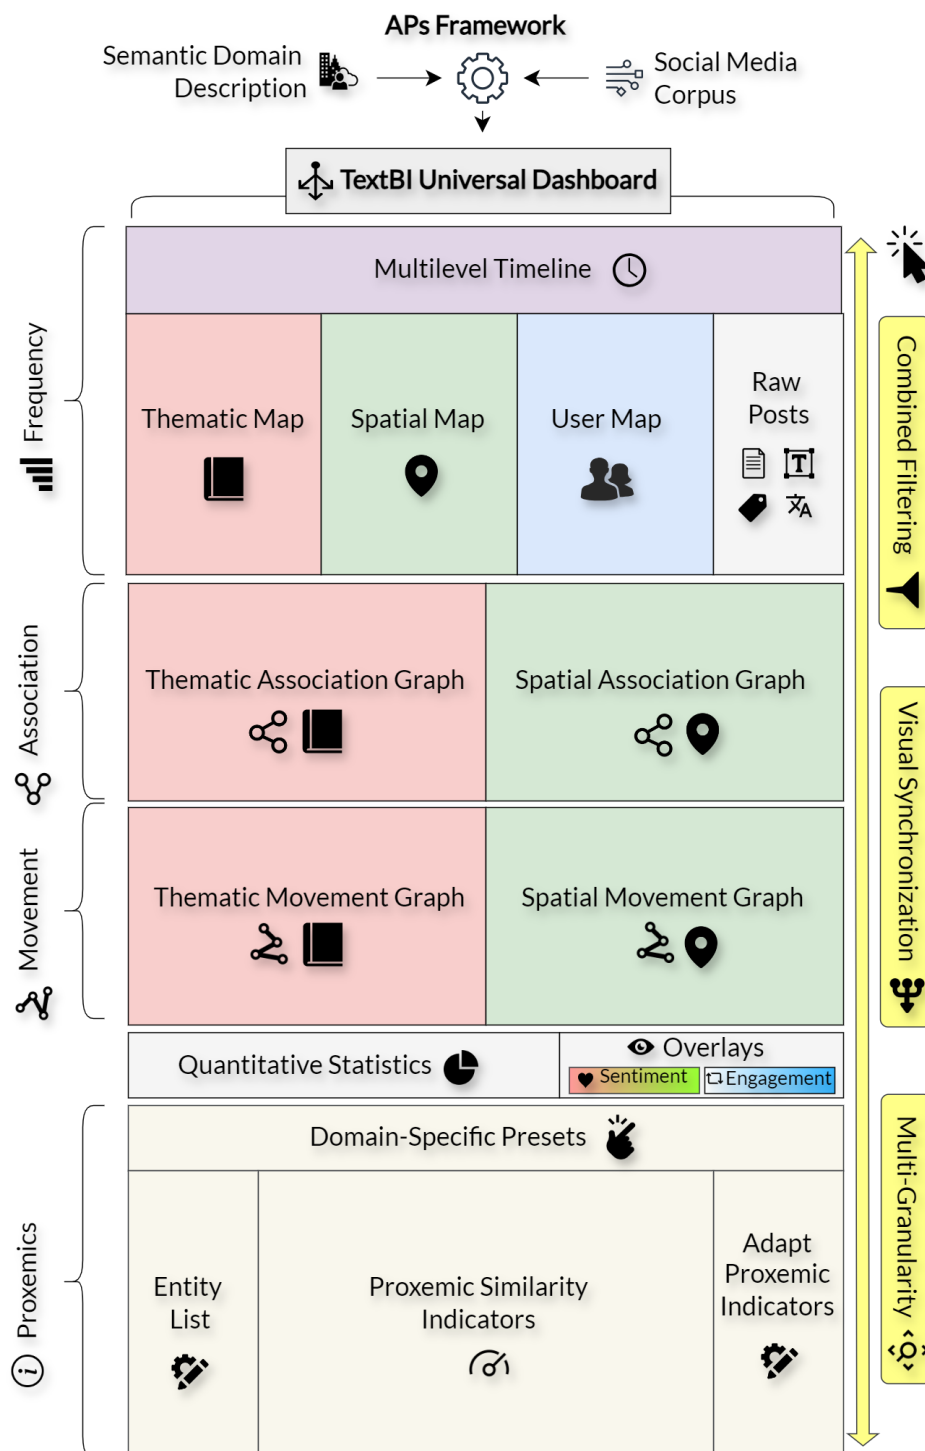 APs Framework
Semantic Domain
Description
Social Media
Corpus
TextBI Universal Dashboard
Multilevel Timeline
Frequency
Thematic Map
Spatial Map
User Map
Raw
Posts
Combined Filtering
Association
Thematic Association Graph
Spatial Association Graph
Visual Synchronization
Movement
Thematic Movement Graph
Spatial Movement Graph
Quantitative Statistics
Overlays
Sentiment
Engagement
Multi-Granularity
Proxemics
Domain-Specific Presets
Entity
List
Proxemic Similarity
Indicators
Adapt
Proxemic
Indicators